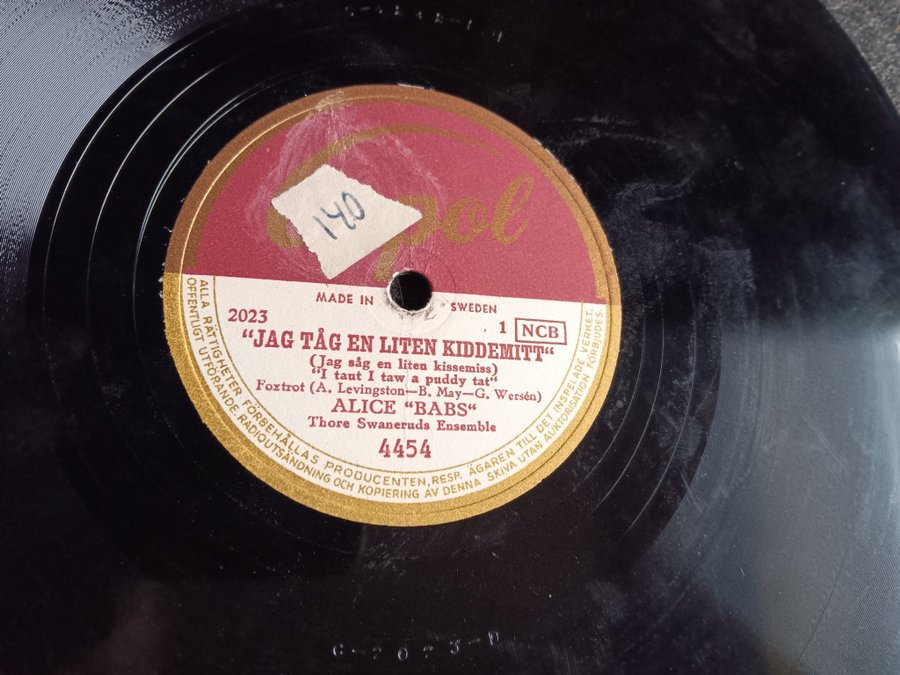 pol
140
MADE IN SWEDEN
2023 1 NCB
"JAG TÅG EN LITEN KIDDEMITT"
(Jag såg en liten kissemiss)
"I taut I taw a puddy tat"
Foxtrot (A. Levingston—B. May—G. Wersén)
ALICE "BABS"
Thore Swaneruds Ensemble
4454
ALLA RÄTTIGHETER FÖRBEHÅLLAS PRODUCENTEN, RESP. ÄGAREN TILL DET INSPELADE VERKET.
OFFENTLIGT UTFÖRANDE, RADIOUTSÄNDNING OCH KOPIERING AV DENNA SKIVA UTAN AUKTORISATION FÖRBJUDES.